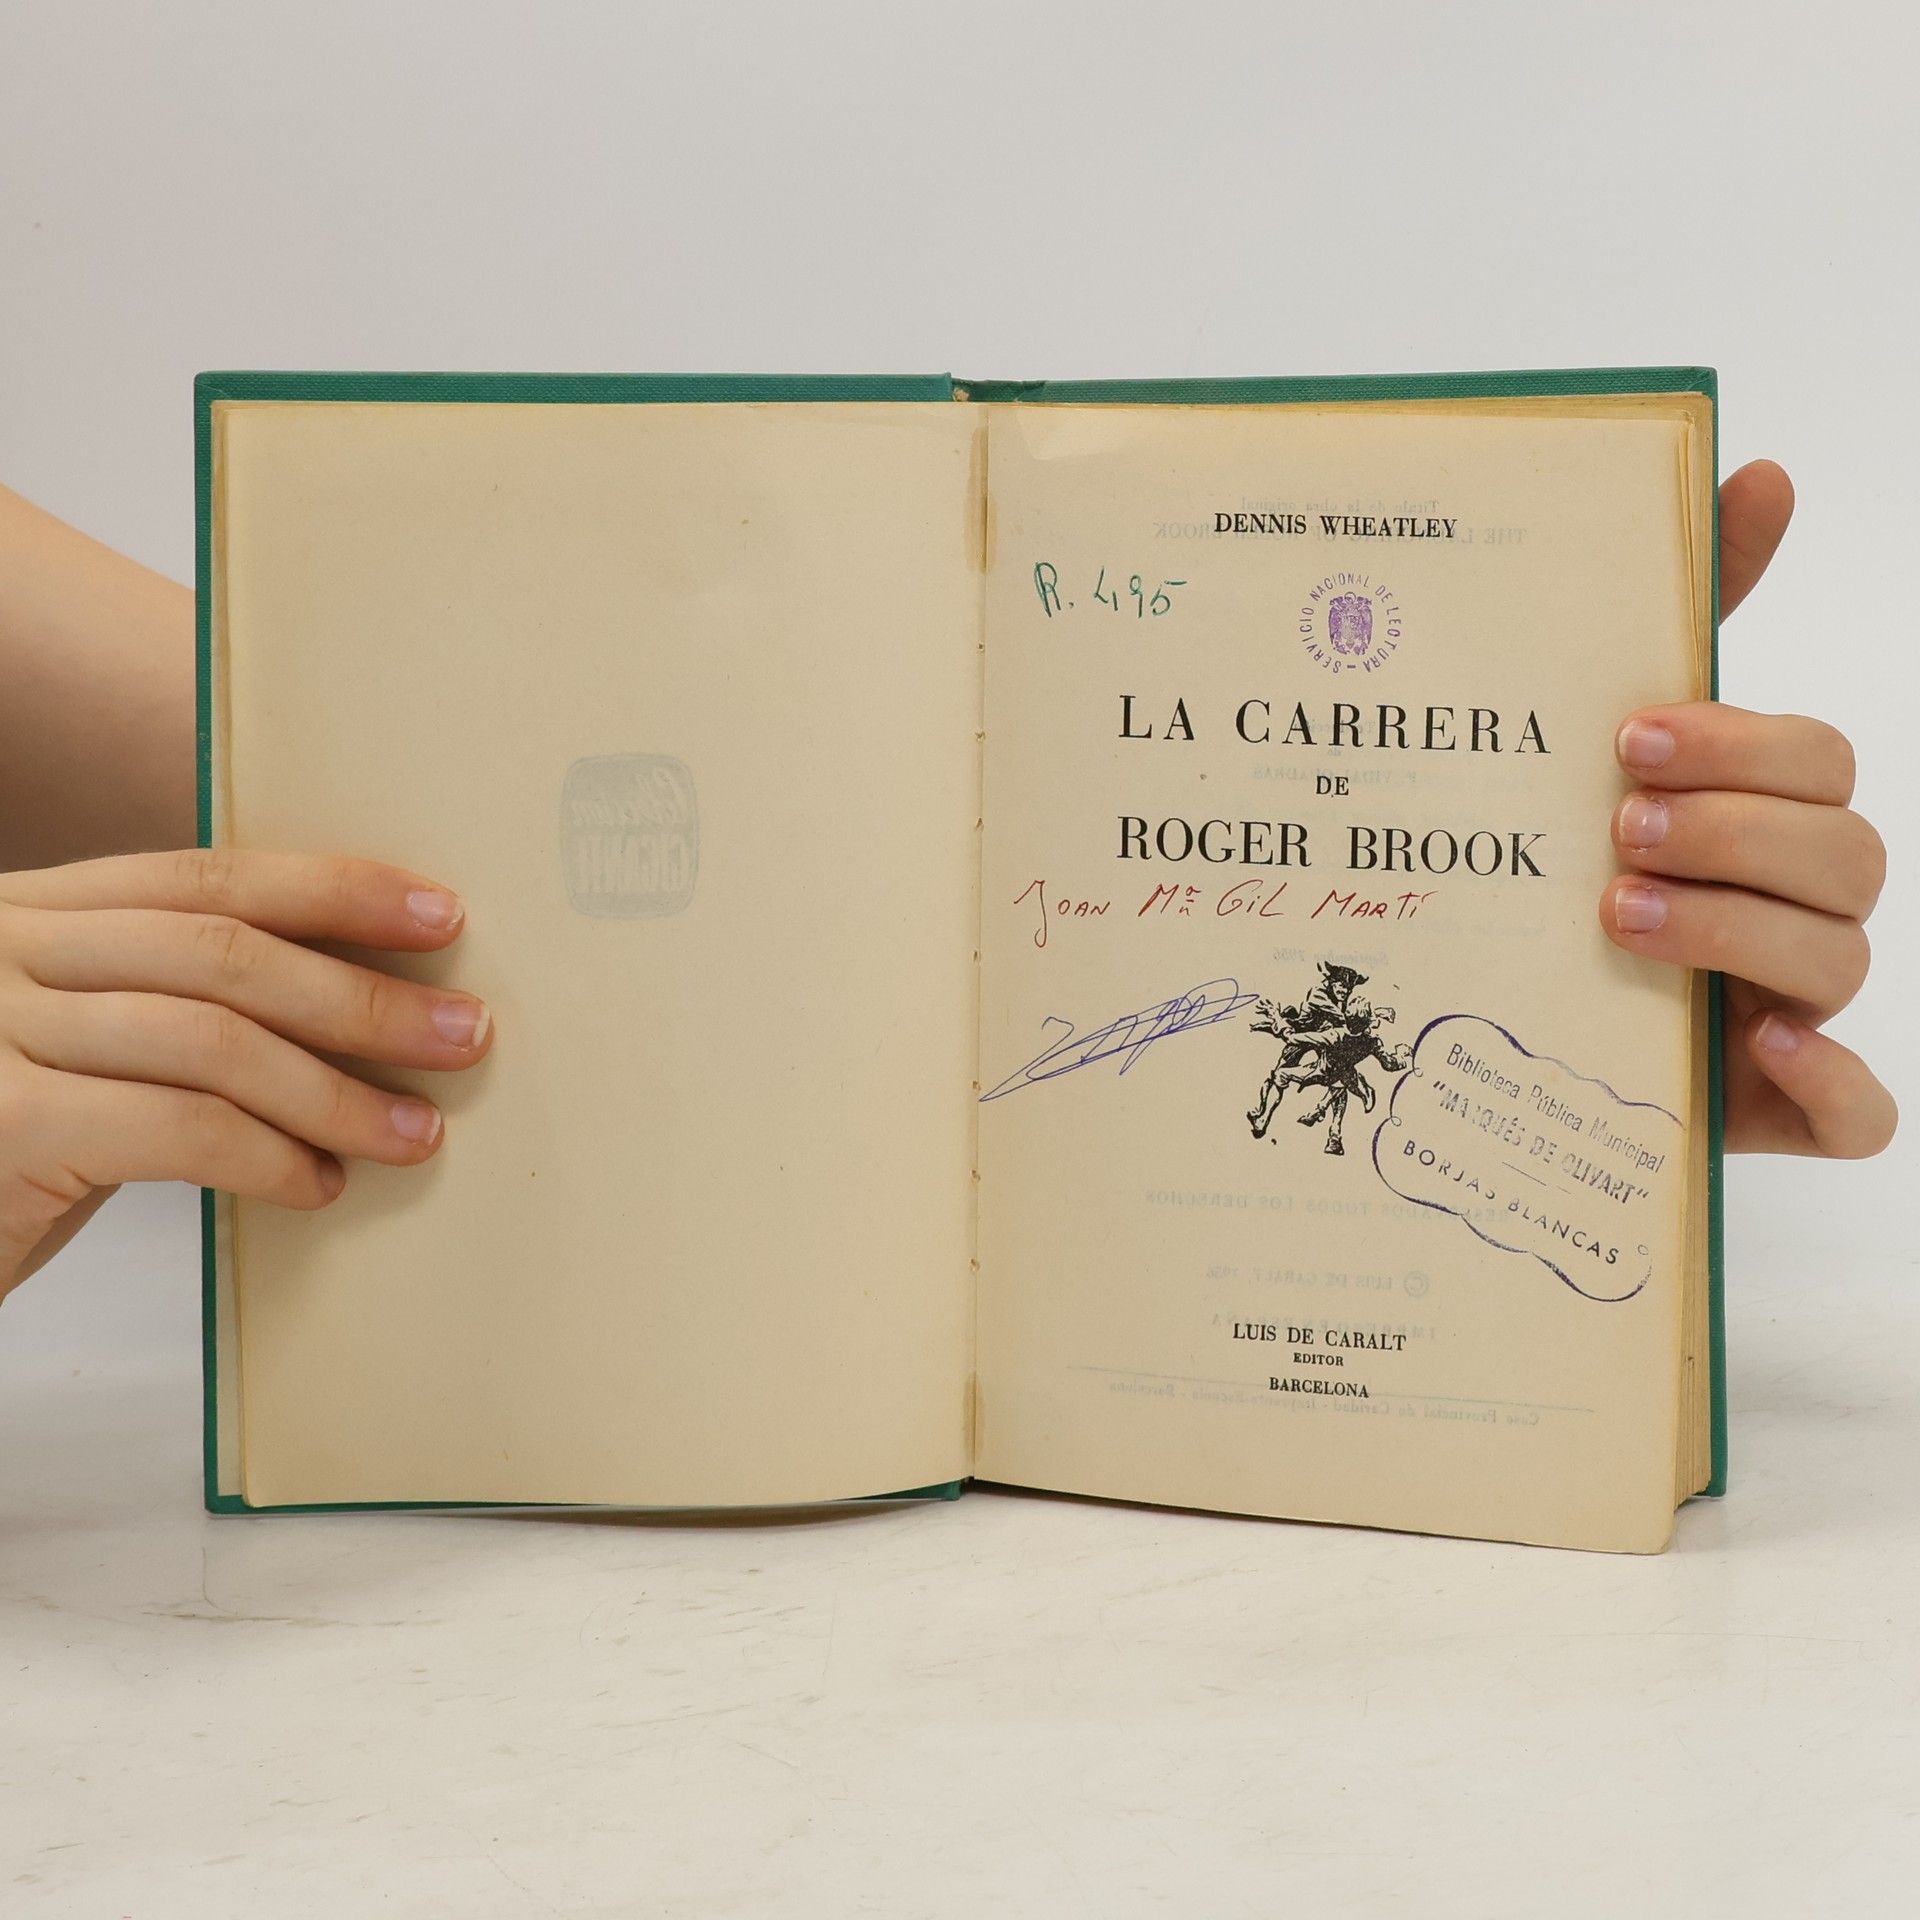 DENNIS WHEATLEY
R. 495
SERVICIO NACIONAL DE LECTURA
LA CARRERA
DE
ROGER BROOK
JOAN Mª GIL MARTÍ
Biblioteca Pública Municipal
"MARQUÉS DE OLIVART"
BORJAS BLANCAS
LUIS DE CARALT
EDITOR
BARCELONA